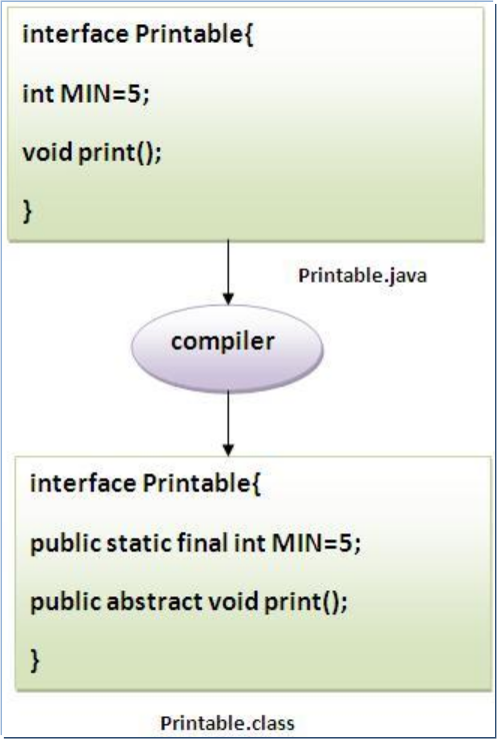 interface Printable{
int MIN=5;
void print();
}
Printable.java
compiler
interface Printable{
public static final int MIN=5;
public abstract void print();
}
Printable.class